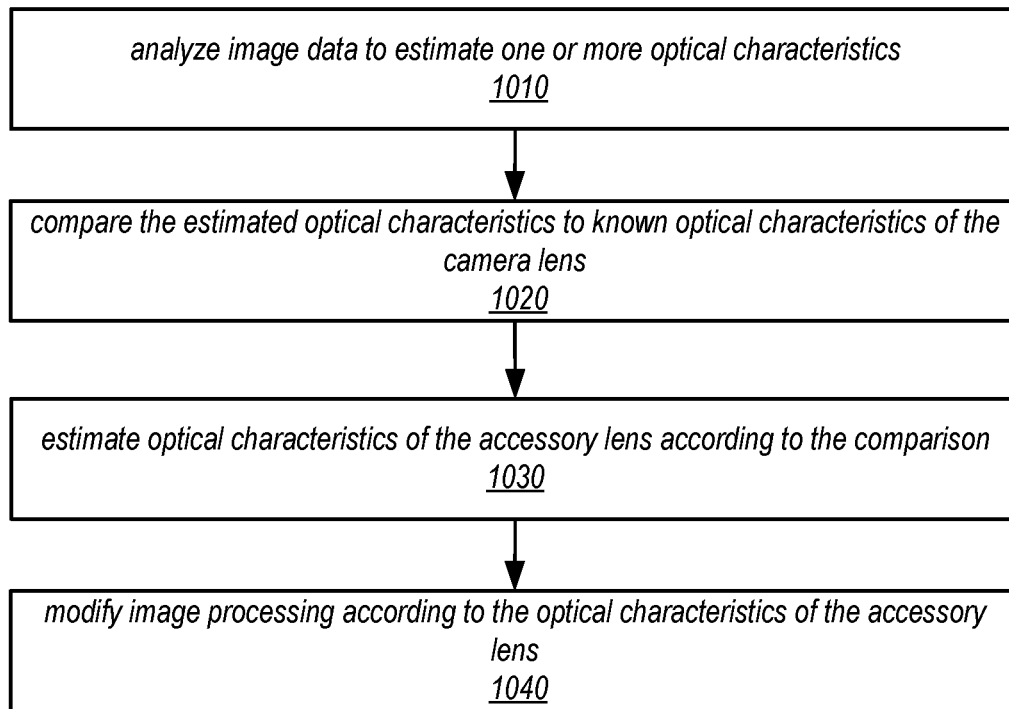 analyze image data to estimate one or more optical characteristics
1010
compare the estimated optical characteristics to known optical characteristics of the
camera lens
1020
estimate optical characteristics of the accessory lens according to the comparison
1030
modify image processing according to the optical characteristics of the accessory
lens
1040